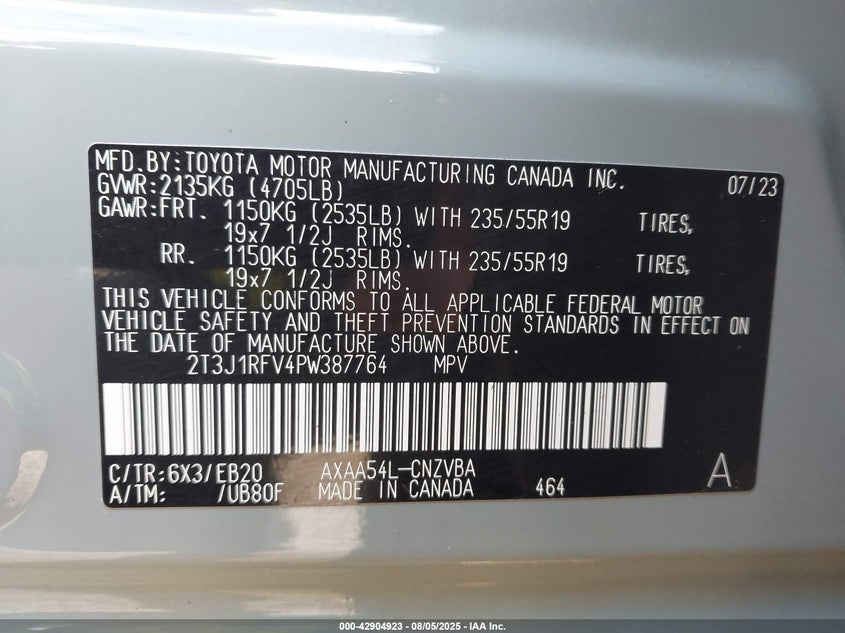 MFD.BY:TOYOTA MOTOR MANUFACTURING CANADA INC. 07/23
GVWR:2135KG (4705LB)
GAWR:FRT. 1150KG (2535LB) WITH 235/55R19 TIRES,
19x7 1/2J RIMS.
RR. 1150KG (2535LB) WITH 235/55R19 TIRES,
19x7 1/2J RIMS.
THIS VEHICLE CONFORMS TO ALL APPLICABLE FEDERAL MOTOR
VEHICLE SAFETY AND THEFT PREVENTION STANDARDS IN EFFECT ON
THE DATE OF MANUFACTURE SHOWN ABOVE.
2T3J1RFV4PW387764 MPV
C/TR:6X3/EB20 AXAA54L-CNZVBA A
A/TM: /UB80F MADE IN CANADA 464
000-42904923 - 08/05/2025 - IAA Inc.